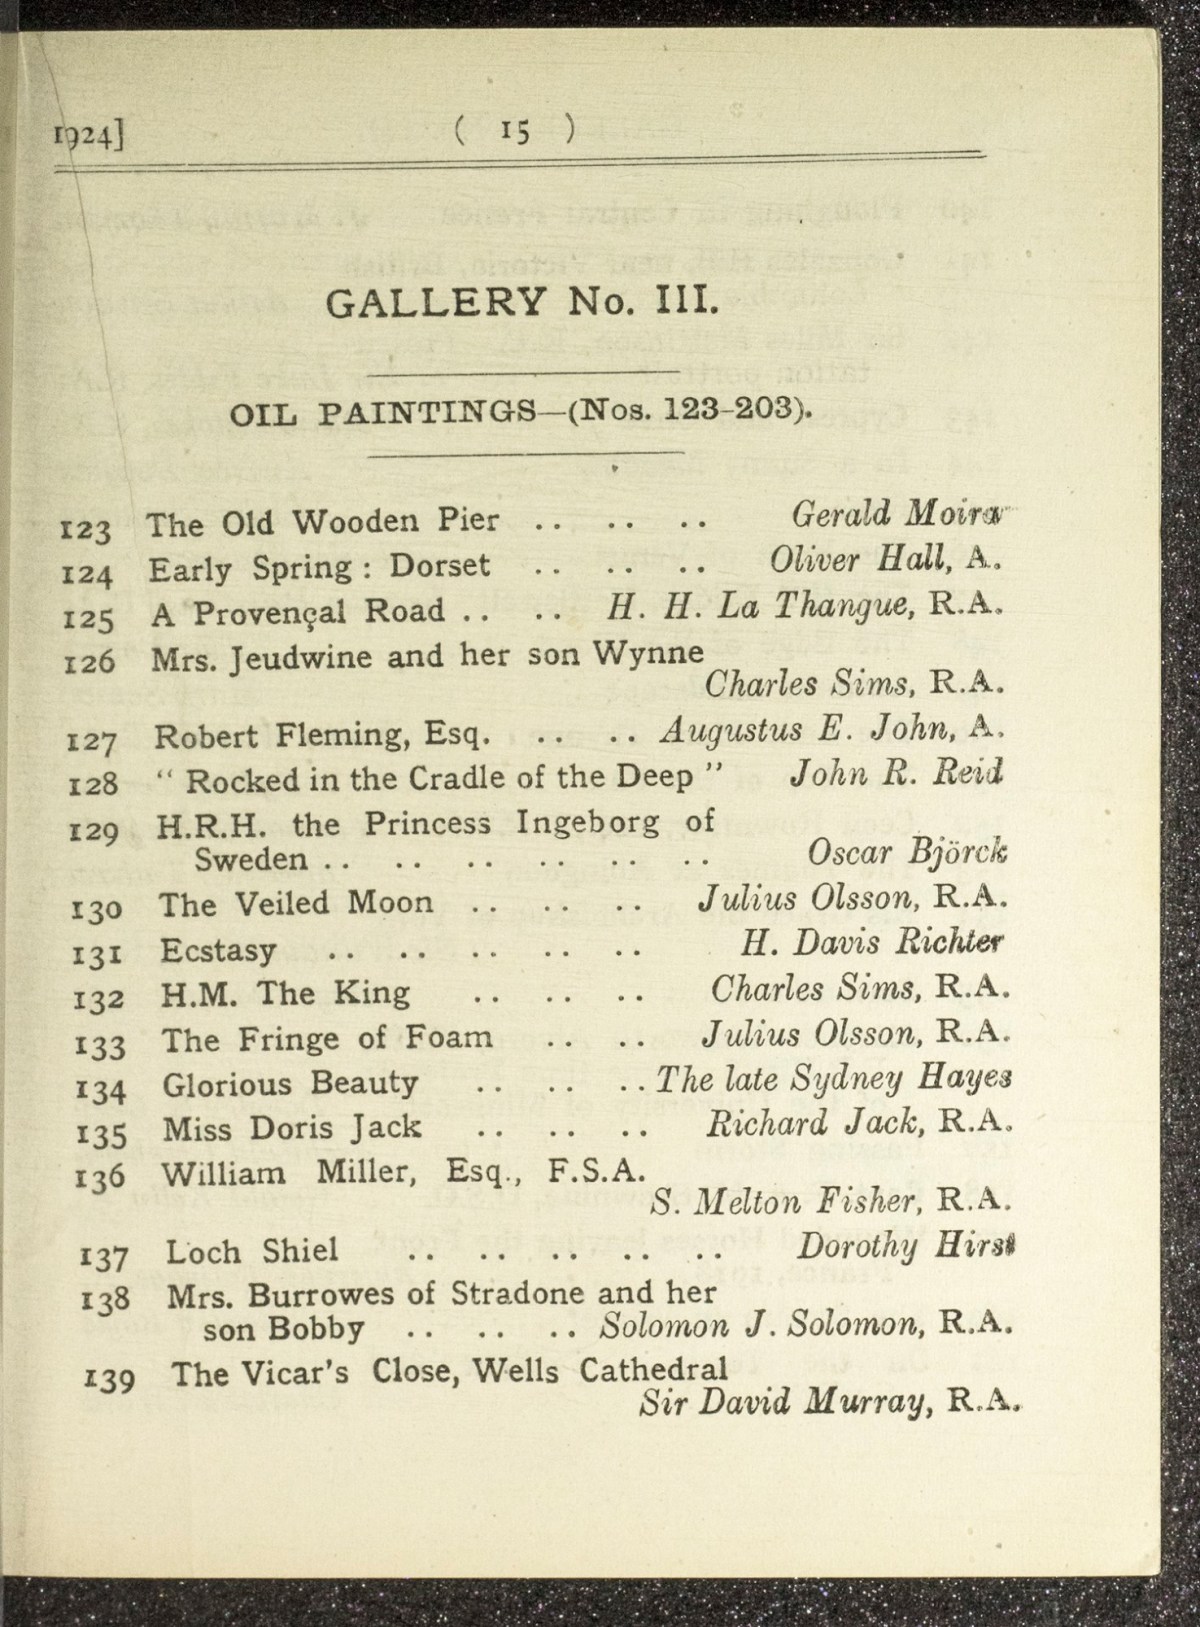 1924] ( 15 )
GALLERY No. III.
OIL PAINTINGS—(Nos. 123-203).
123 The Old Wooden Pier .. .. .. Gerald Moira
124 Early Spring: Dorset .. .. .. Oliver Hall, A.
125 A Provençal Road .. .. H. H. La Thangue, R.A.
126 Mrs. Jeudwine and her son Wynne
Charles Sims, R.A.
127 Robert Fleming, Esq. .. .. Augustus E. John, A.
128 "Rocked in the Cradle of the Deep" John R. Reid
129 H.R.H. the Princess Ingeborg of
Sweden .. .. .. .. .. .. Oscar Björck
130 The Veiled Moon .. .. .. Julius Olsson, R.A.
131 Ecstasy .. .. .. .. .. H. Davis Richter
132 H.M. The King .. .. .. Charles Sims, R.A.
133 The Fringe of Foam .. .. Julius Olsson, R.A.
134 Glorious Beauty .. .. .. The late Sydney Hayes
135 Miss Doris Jack .. .. .. Richard Jack, R.A.
136 William Miller, Esq., F.S.A.
S. Melton Fisher, R.A.
137 Loch Shiel .. .. .. .. .. Dorothy Hirst
138 Mrs. Burrowes of Stradone and her
son Bobby .. .. .. Solomon J. Solomon, R.A.
139 The Vicar's Close, Wells Cathedral
Sir David Murray, R.A.